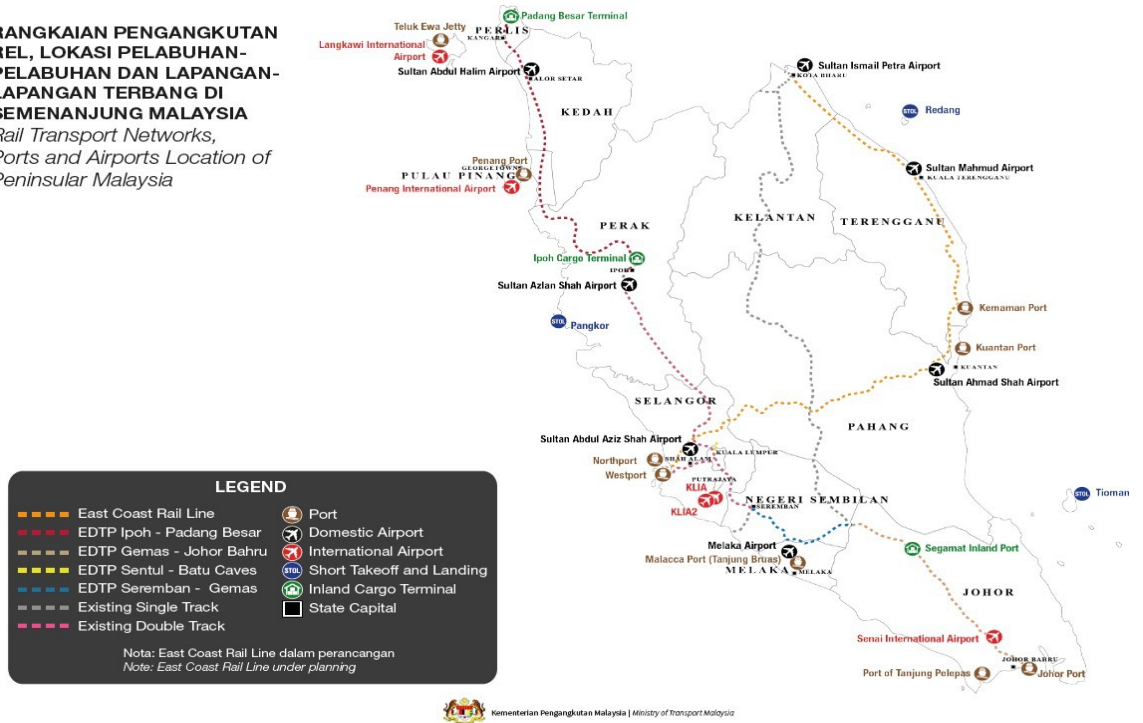 RANGKAIAN PENGANGKUTAN
REL, LOKASI PELABUHAN-
PELABUHAN DAN LAPANGAN-
LAPANGAN TERBANG DI
SEMENANJUNG MALAYSIA
Rail Transport Networks,
Ports and Airports Location of
Peninsular Malaysia
Padang Besar Terminal
PERLIS
KANGAR
Teluk Ewa Jetty
Langkawi International
Airport
Sultan Abdul Halim Airport
ALOR SETAR
KEDAH
Penang Port
GEORGETOWN
PULAU PINANG
Penang International Airport
Sultan Ismail Petra Airport
KOTA BHARU
STOL
Redang
Sultan Mahmud Airport
KUALA TERENGGANU
KELANTAN
TERENGGANU
PERAK
Ipoh Cargo Terminal
IPOH
Sultan Azlan Shah Airport
STOL
Pangkor
Kemaman Port
Kuantan Port
KUANTAN
Sultan Ahmad Shah Airport
SELANGOR
PAHANG
Sultan Abdul Aziz Shah Airport
Northport
SHAH ALAM
KUALA LUMPUR
Westport
PUTRAJAYA
KLIA
KLIA2
NEGERI SEMBILAN
SEREMBAN
STOL
Tioman
Melaka Airport
Malacca Port (Tanjung Bruas)
MELAKA
MELAKA
Segamat Inland Port
JOHOR
Senai International Airport
JOHOR BAHRU
Port of Tanjung Pelepas
Johor Port
LEGEND
East Coast Rail Line
EDTP Ipoh - Padang Besar
EDTP Gemas - Johor Bahru
EDTP Sentul - Batu Caves
EDTP Seremban - Gemas
Existing Single Track
Existing Double Track
Port
Domestic Airport
International Airport
STOL
Short Takeoff and Landing
Inland Cargo Terminal
State Capital
Nota: East Coast Rail Line dalam perancangan
Note: East Coast Rail Line under planning
Kementerian Pengangkutan Malaysia | Ministry of Transport Malaysia